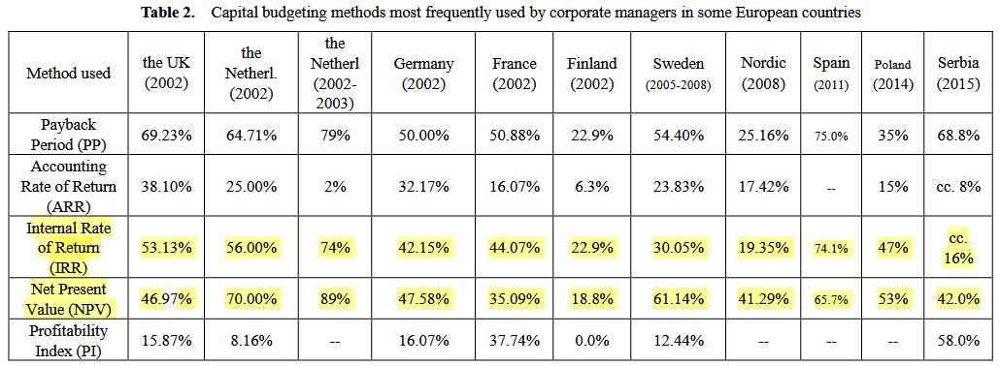 Table 2. Capital budgeting methods most frequently used by corporate managers in some European countries
Method used the UK (2002) the Netherl. (2002) the Netherl (2002-2003) Germany (2002) France (2002) Finland (2002) Sweden (2005-2008) Nordic (2008) Spain (2011) Poland (2014) Serbia (2015)
Payback Period (PP) 69.23% 64.71% 79% 50.00% 50.88% 22.9% 54.40% 25.16% 75.0% 35% 68.8%
Accounting Rate of Return (ARR) 38.10% 25.00% 2% 32.17% 16.07% 6.3% 23.83% 17.42% -- 15% cc. 8%
Internal Rate of Return (IRR) 53.13% 56.00% 74% 42.15% 44.07% 22.9% 30.05% 19.35% 74.1% 47% cc. 16%
Net Present Value (NPV) 46.97% 70.00% 89% 47.58% 35.09% 18.8% 61.14% 41.29% 65.7% 53% 42.0%
Profitability Index (PI) 15.87% 8.16% -- 16.07% 37.74% 0.0% 12.44% -- -- -- 58.0%